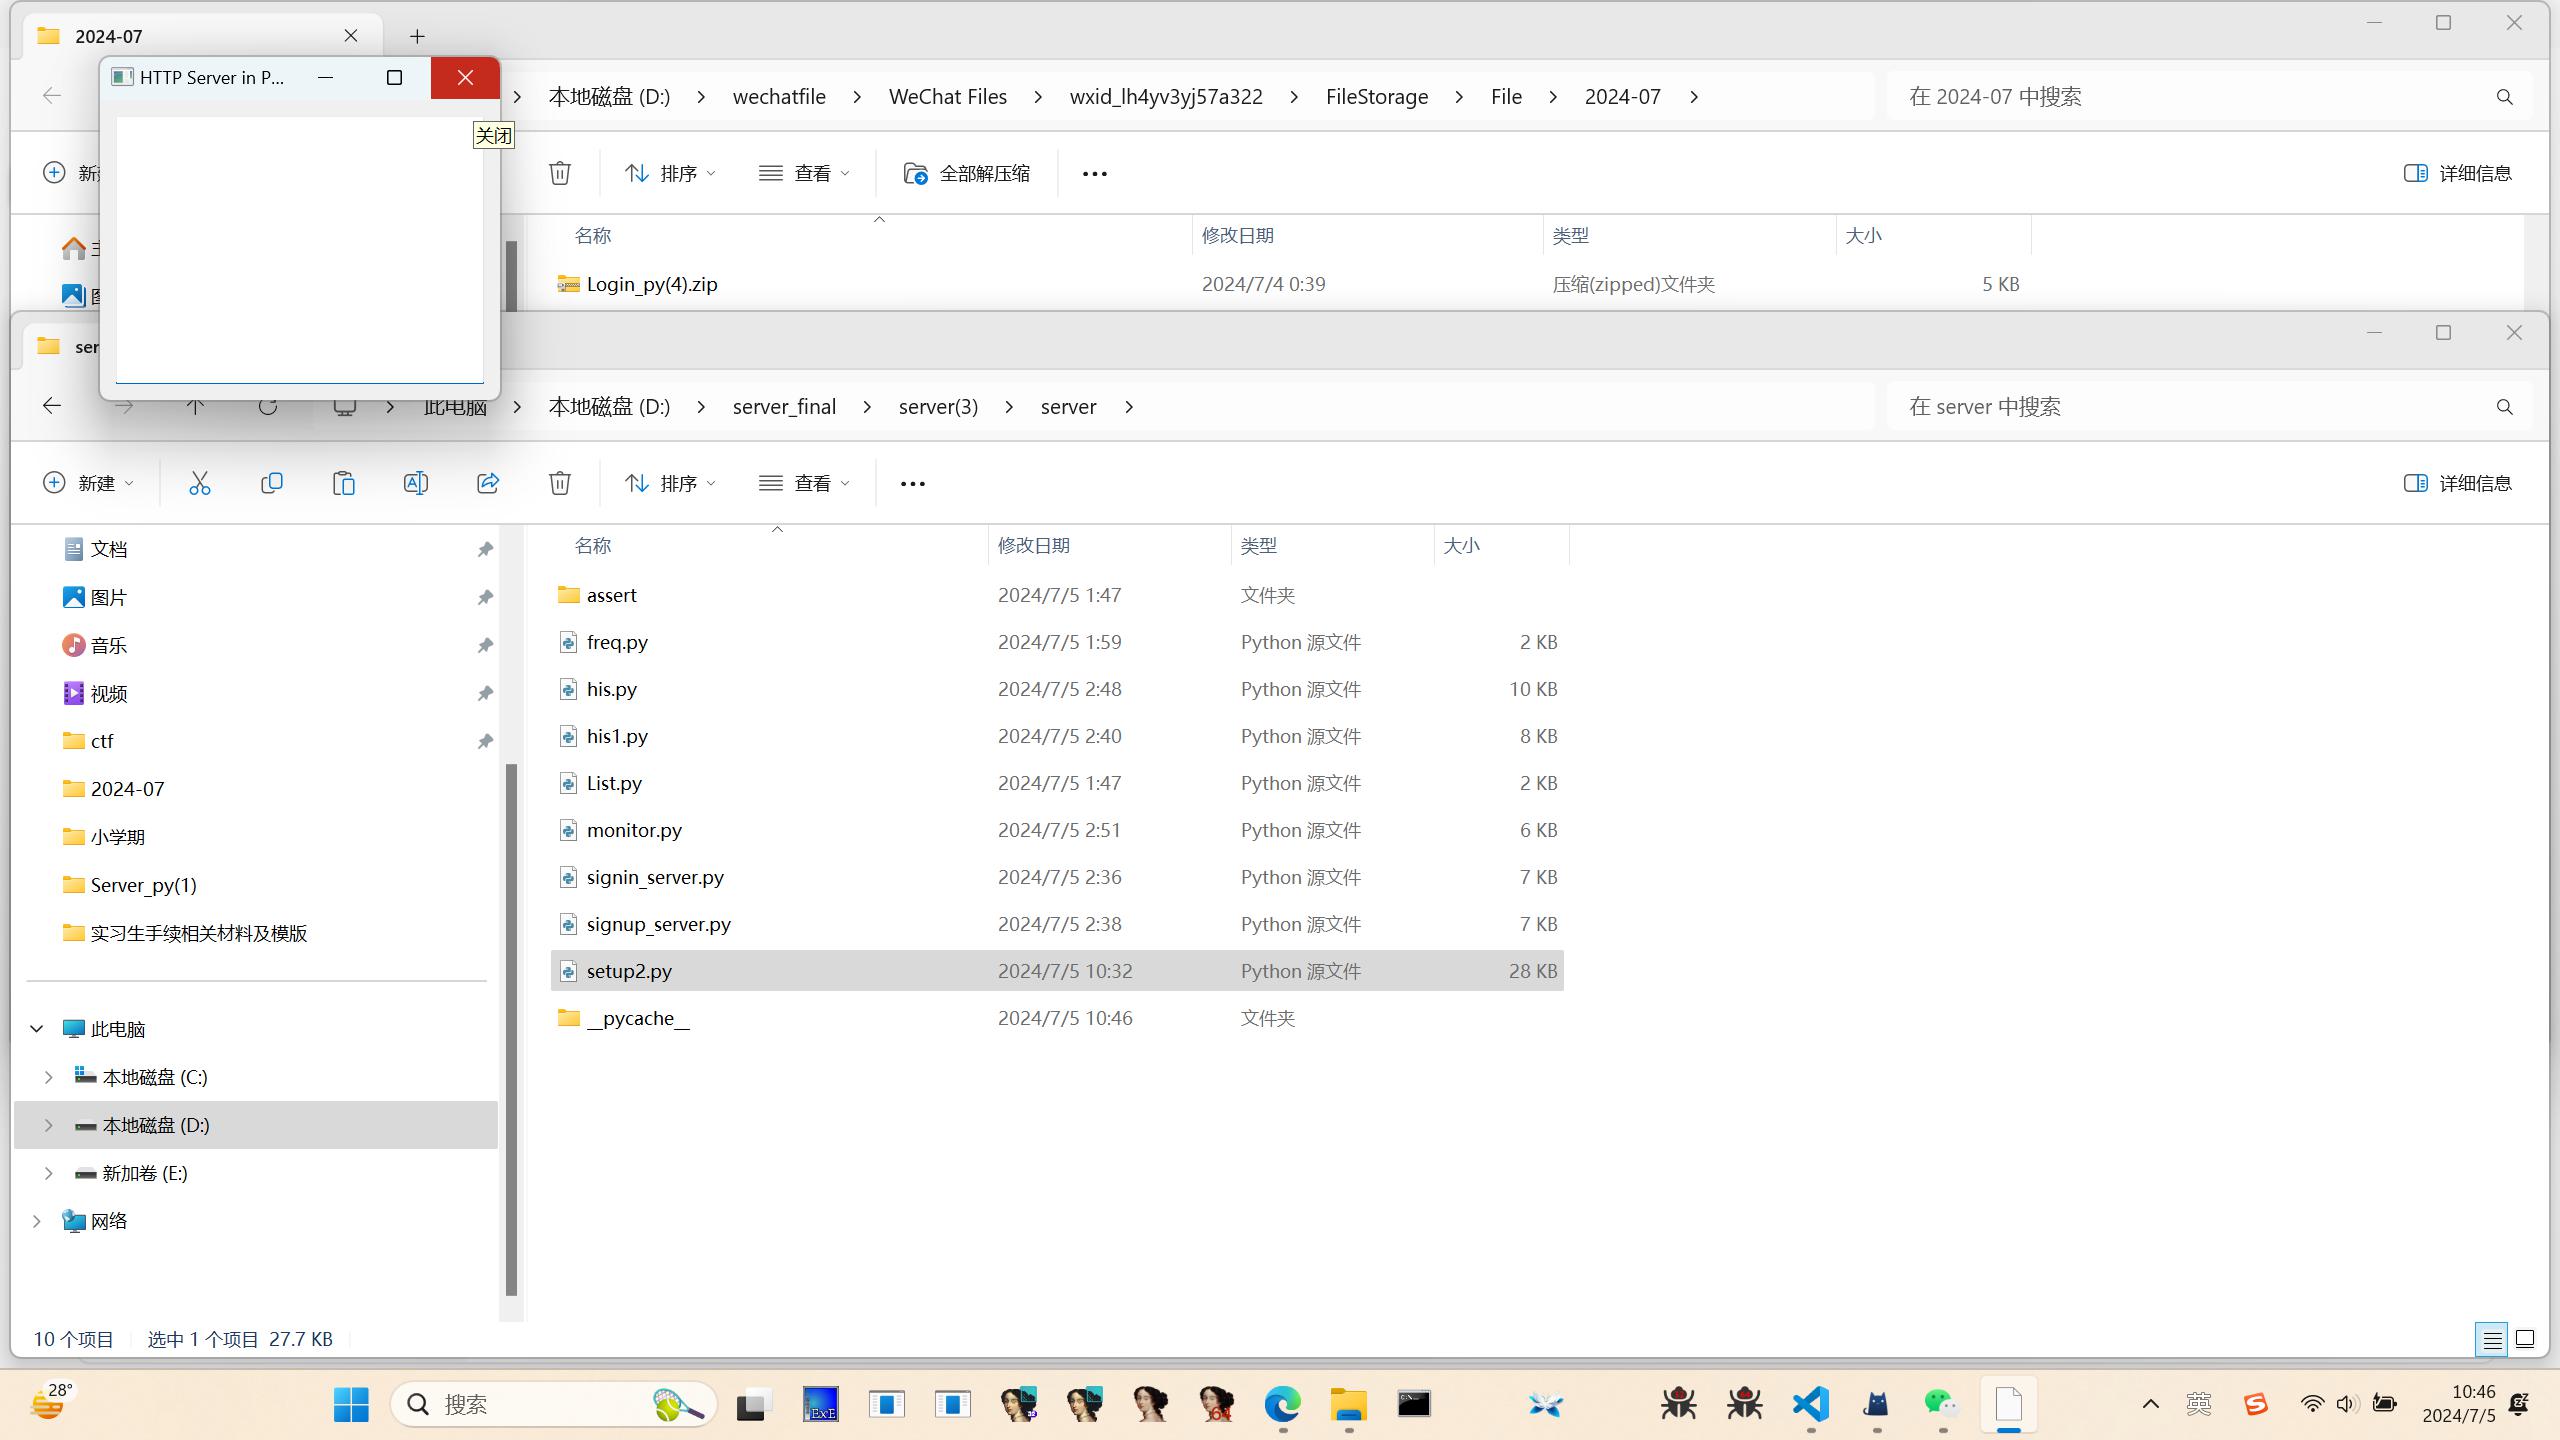 2024-07
HTTP Server in P...
本地磁盘 (D:) wechatfile WeChat Files wxid_lh4yv3yj57a322 FileStorage File 2024-07
在 2024-07 中搜索
关闭
排序 查看 全部解压缩 详细信息
名称 修改日期 类型 大小
Login_py(4).zip 2024/7/4 0:39 压缩(zipped)文件夹 5 KB
ser
此电脑 本地磁盘 (D:) server_final server(3) server
在 server 中搜索
新建 排序 查看 详细信息
文档
图片
音乐
视频
ctf
2024-07
小学期
Server_py(1)
实习生手续相关材料及模版
此电脑
本地磁盘 (C:)
本地磁盘 (D:)
新加卷 (E:)
网络
名称 修改日期 类型 大小
assert 2024/7/5 1:47 文件夹
freq.py 2024/7/5 1:59 Python 源文件 2 KB
his.py 2024/7/5 2:48 Python 源文件 10 KB
his1.py 2024/7/5 2:40 Python 源文件 8 KB
List.py 2024/7/5 1:47 Python 源文件 2 KB
monitor.py 2024/7/5 2:51 Python 源文件 6 KB
signin_server.py 2024/7/5 2:36 Python 源文件 7 KB
signup_server.py 2024/7/5 2:38 Python 源文件 7 KB
setup2.py 2024/7/5 10:32 Python 源文件 28 KB
__pycache__ 2024/7/5 10:46 文件夹
10 个项目 选中 1 个项目 27.7 KB
28°
搜索
ExE
64
英
10:46
2024/7/5